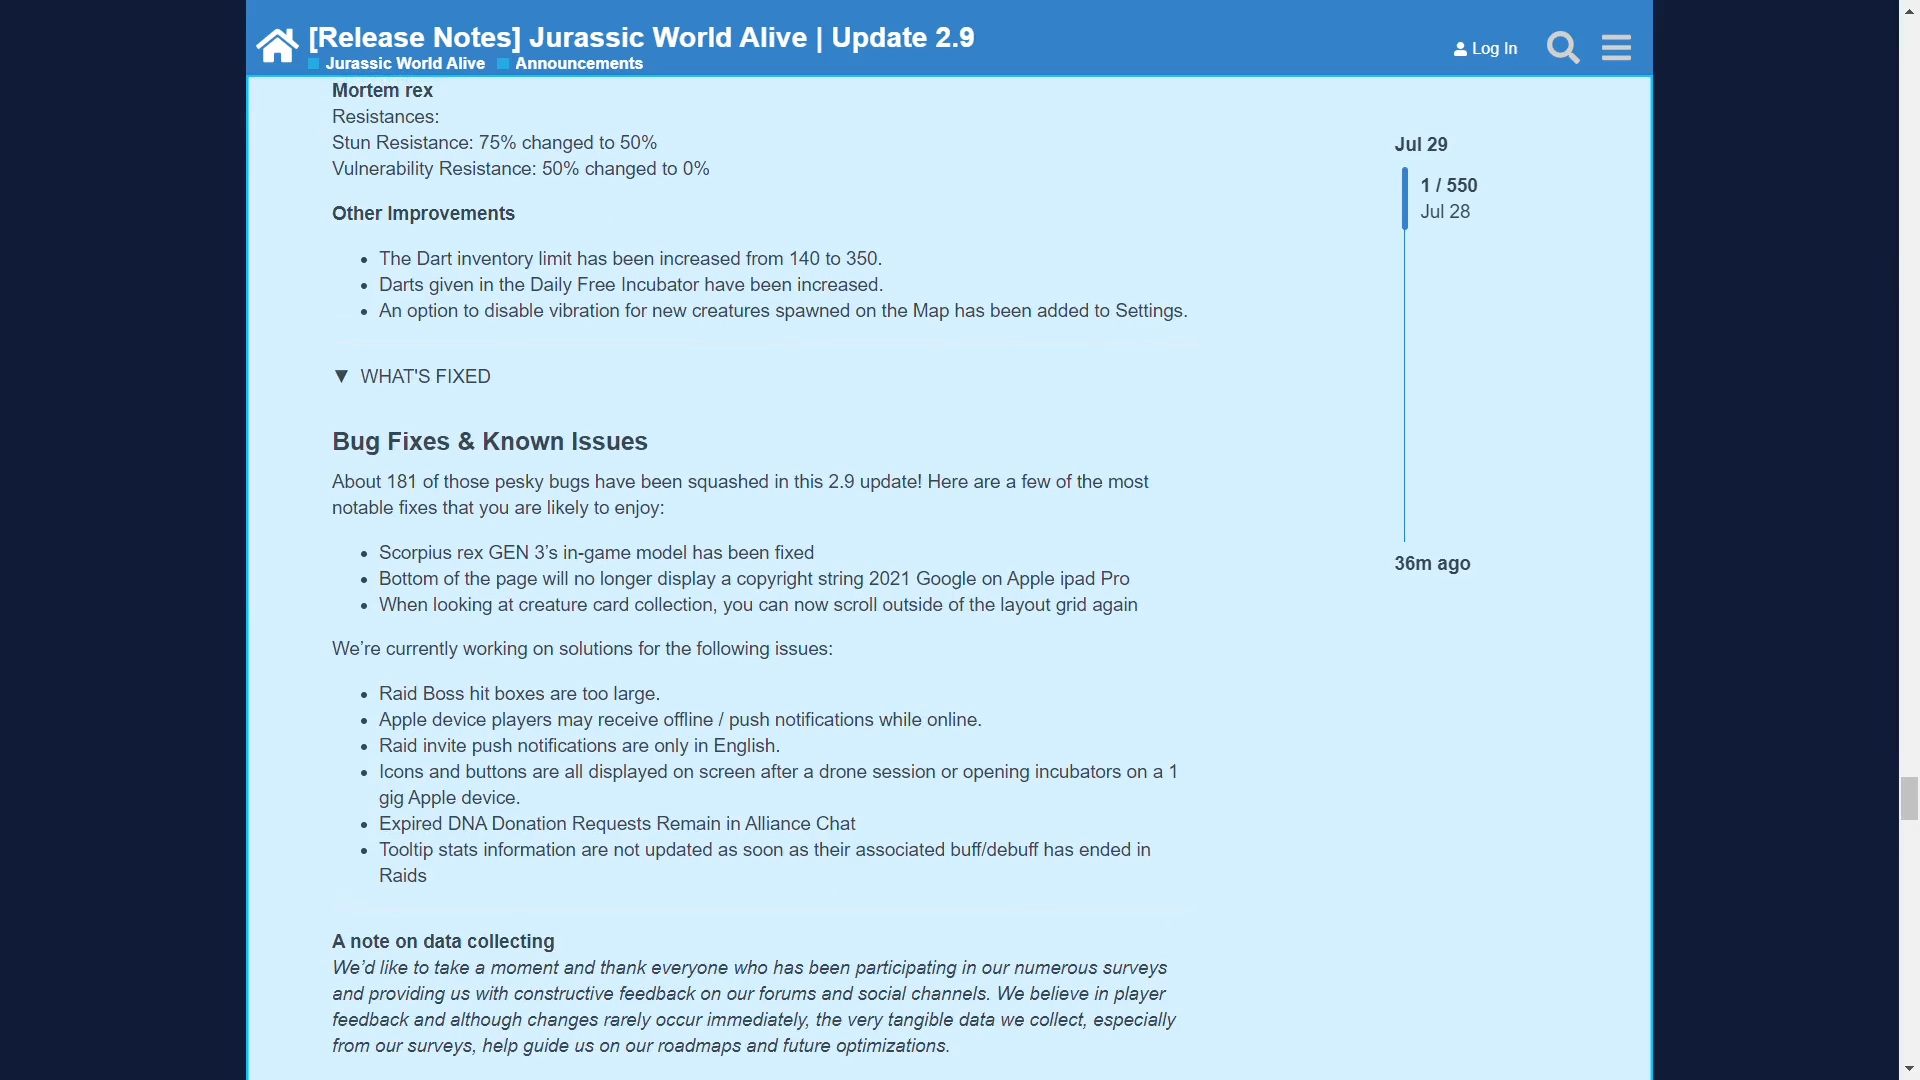 [Release Notes] Jurassic World Alive | Update 2.9
Jurassic World Alive Announcements
Log In
Mortem rex
Resistances:
Stun Resistance: 75% changed to 50%
Vulnerability Resistance: 50% changed to 0%
Other Improvements
• The Dart inventory limit has been increased from 140 to 350.
• Darts given in the Daily Free Incubator have been increased.
• An option to disable vibration for new creatures spawned on the Map has been added to Settings.
▼ WHAT'S FIXED
Bug Fixes & Known Issues
About 181 of those pesky bugs have been squashed in this 2.9 update! Here are a few of the most
notable fixes that you are likely to enjoy:
• Scorpius rex GEN 3’s in-game model has been fixed
• Bottom of the page will no longer display a copyright string 2021 Google on Apple ipad Pro
• When looking at creature card collection, you can now scroll outside of the layout grid again
We’re currently working on solutions for the following issues:
• Raid Boss hit boxes are too large.
• Apple device players may receive offline / push notifications while online.
• Raid invite push notifications are only in English.
• Icons and buttons are all displayed on screen after a drone session or opening incubators on a 1
gig Apple device.
• Expired DNA Donation Requests Remain in Alliance Chat
• Tooltip stats information are not updated as soon as their associated buff/debuff has ended in
Raids
A note on data collecting
We’d like to take a moment and thank everyone who has been participating in our numerous surveys
and providing us with constructive feedback on our forums and social channels. We believe in player
feedback and although changes rarely occur immediately, the very tangible data we collect, especially
from our surveys, help guide us on our roadmaps and future optimizations.
Jul 29
1 / 550
Jul 28
36m ago